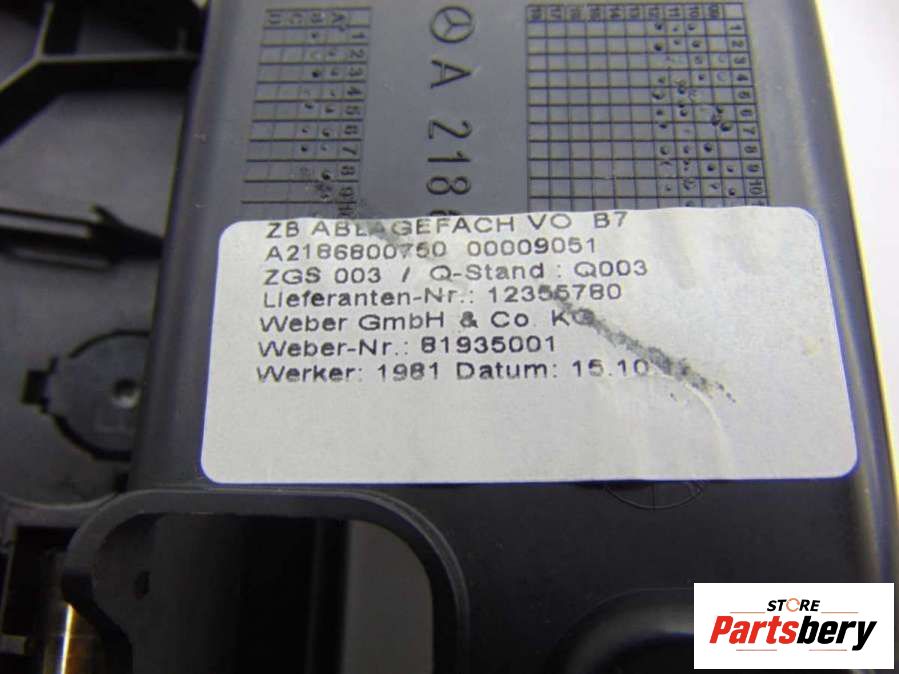 A 218
ZB ABLAGEFACH VO B7
A2186800750 00009051
ZGS 003 / Q-Stand : Q003
Lieferanten-Nr.: 12355780
Weber GmbH & Co. KG
Weber-Nr.: 81935001
Werker: 1981 Datum: 15.10
STORE
Partsbery